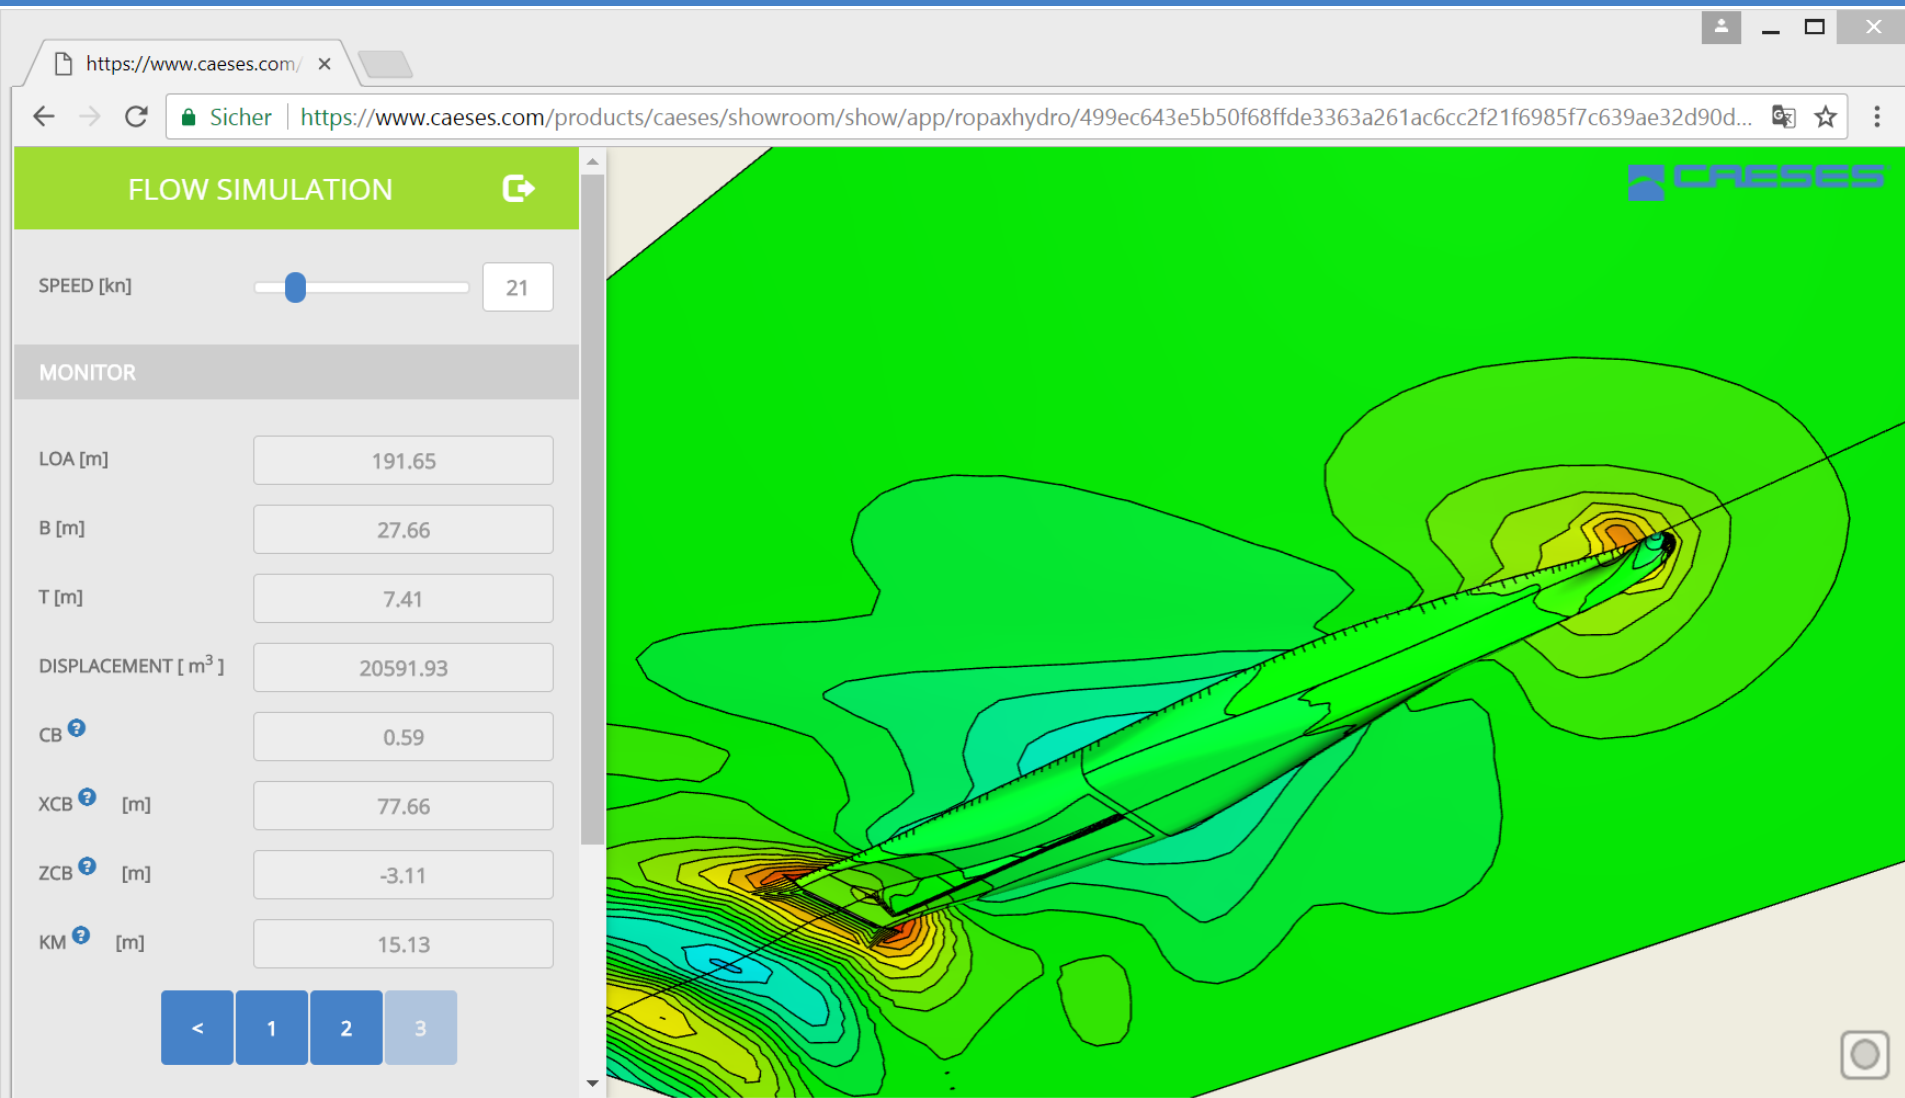 https://www.caeses.com/
Sicher https://www.caeses.com/products/caeses/showroom/show/app/ropaxhydro/499ec643e5b50f68ffde3363a261ac6cc2f21f6985f7c639ae32d90d...
FLOW SIMULATION
CAESES
SPEED [kn] 21
MONITOR
LOA [m] 191.65
B [m] 27.66
T [m] 7.41
DISPLACEMENT [ m³ ] 20591.93
CB ? 0.59
XCB ? [m] 77.66
ZCB ? [m] -3.11
KM ? [m] 15.13
< 1 2 3